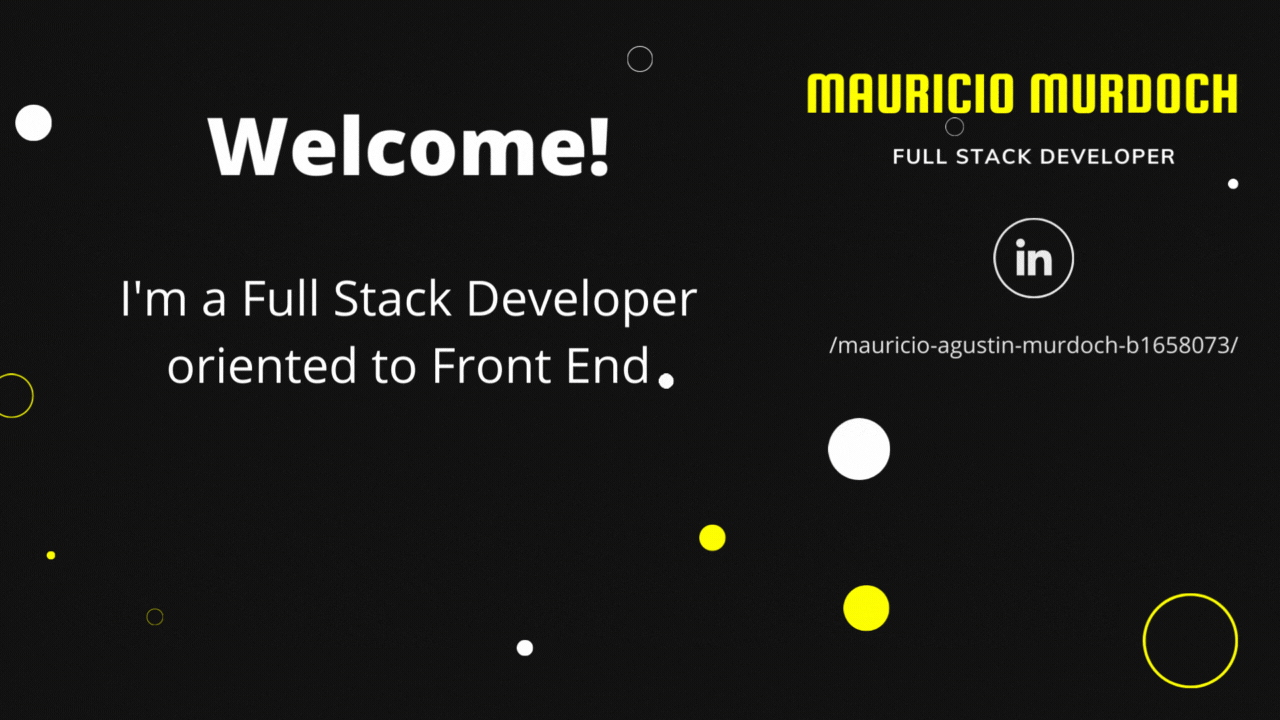 Welcome!
I'm a Full Stack Developer
oriented to Front End
MAURICIO MURDOCH
FULL STACK DEVELOPER
in
/mauricio-agustin-murdoch-b1658073/